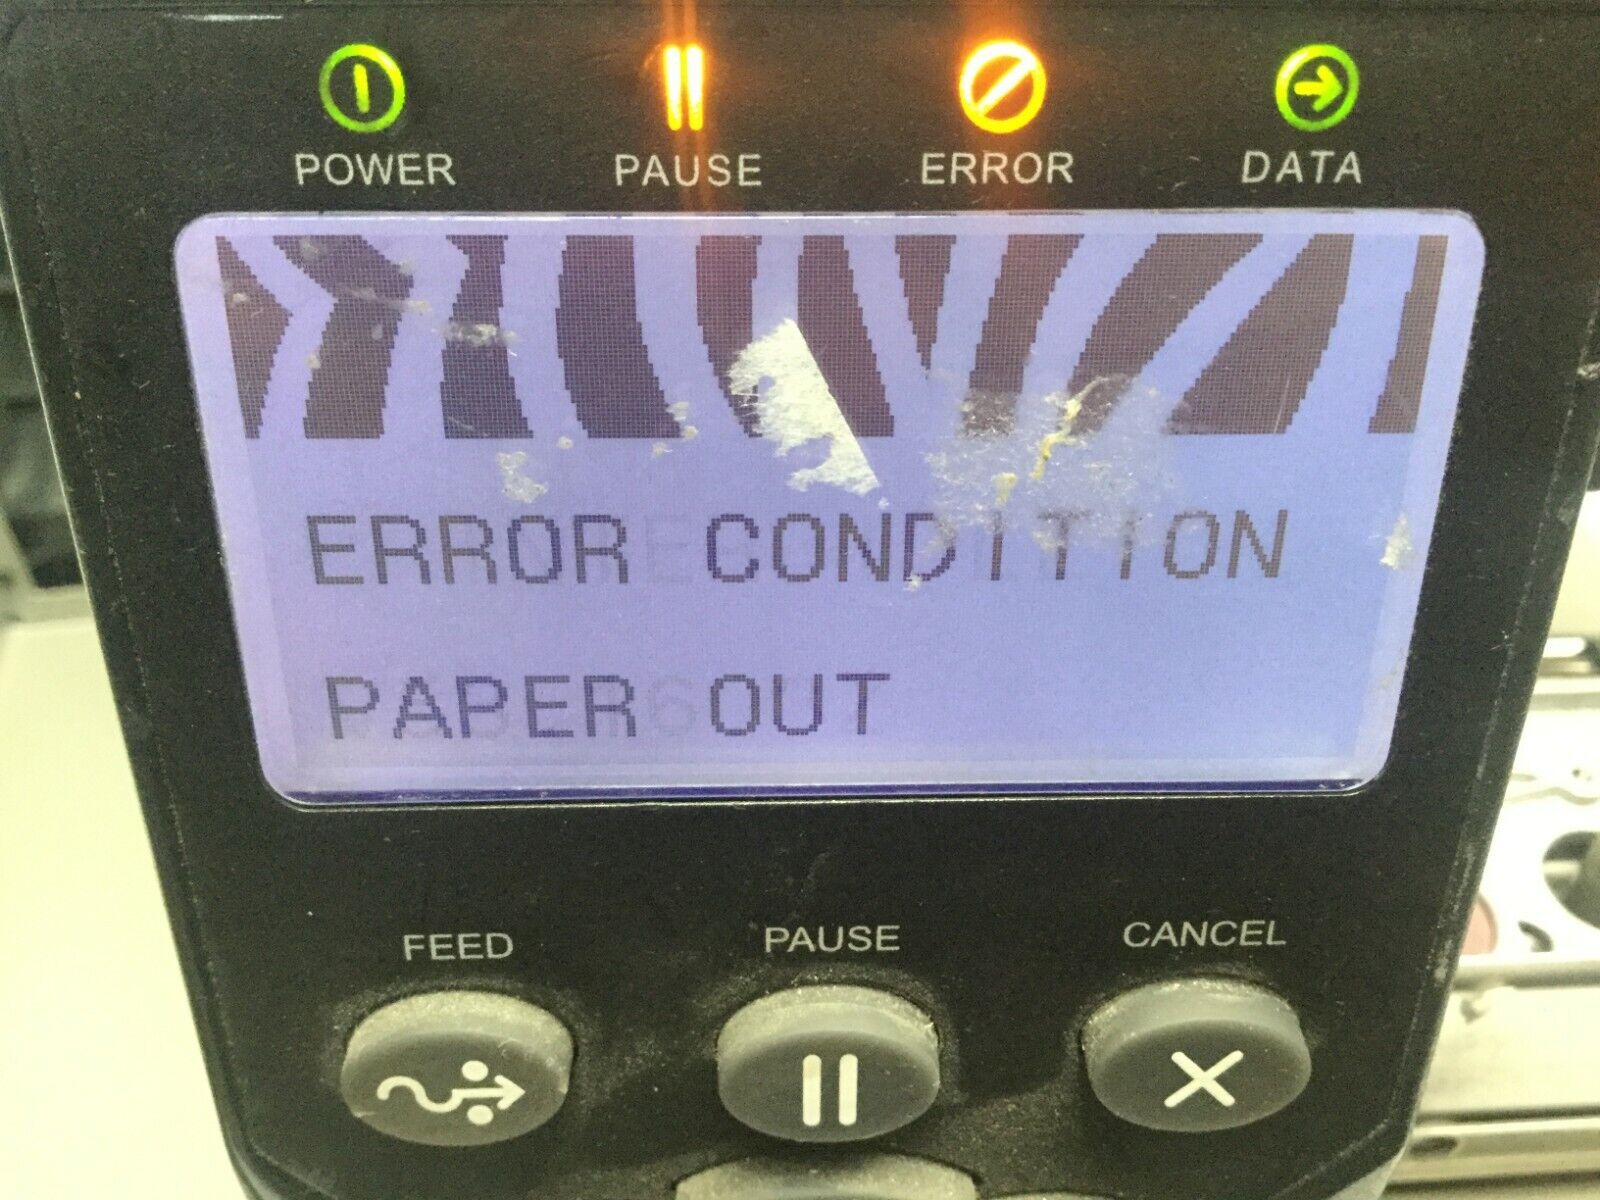 POWER PAUSE ERROR DATA
ERROR CONDITION
PAPER OUT
FEED PAUSE CANCEL